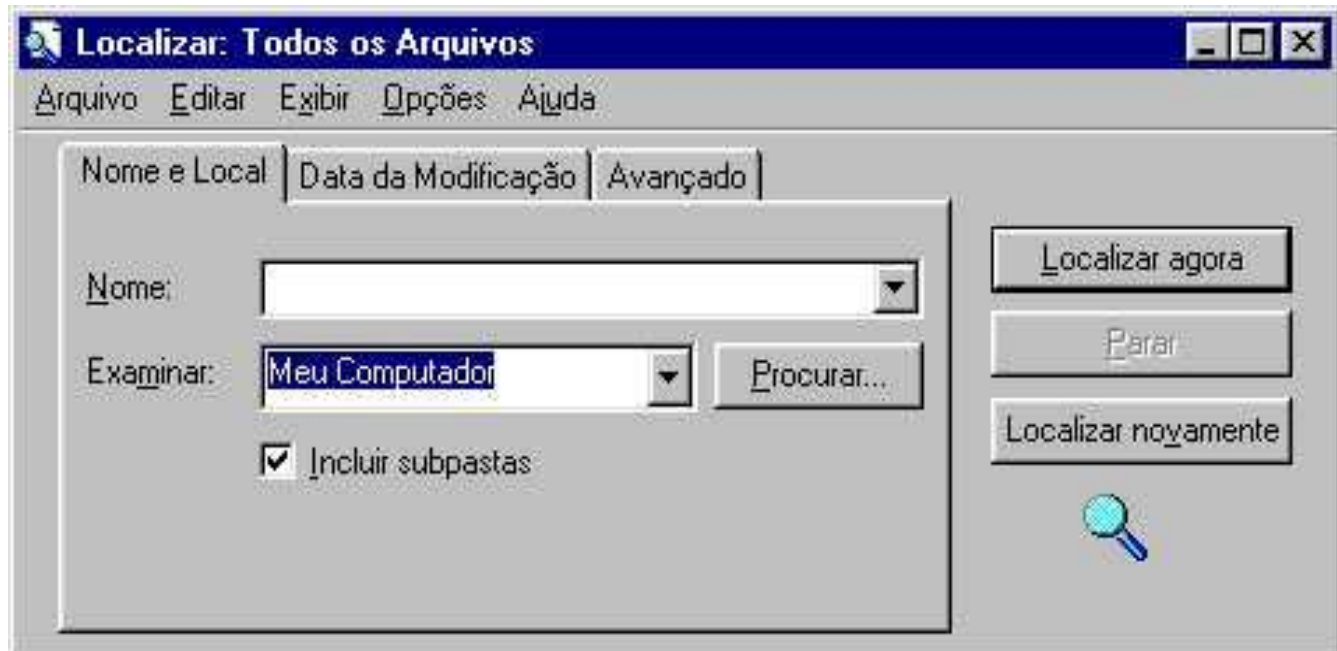 Localizar: Todos os Arquivos
Arquivo Editar Exibir Opções Ajuda
Nome e Local Data da Modificação Avançado
Nome:
Examinar: Meu Computador Procurar...
Incluir subpastas
Localizar agora
Parar
Localizar novamente